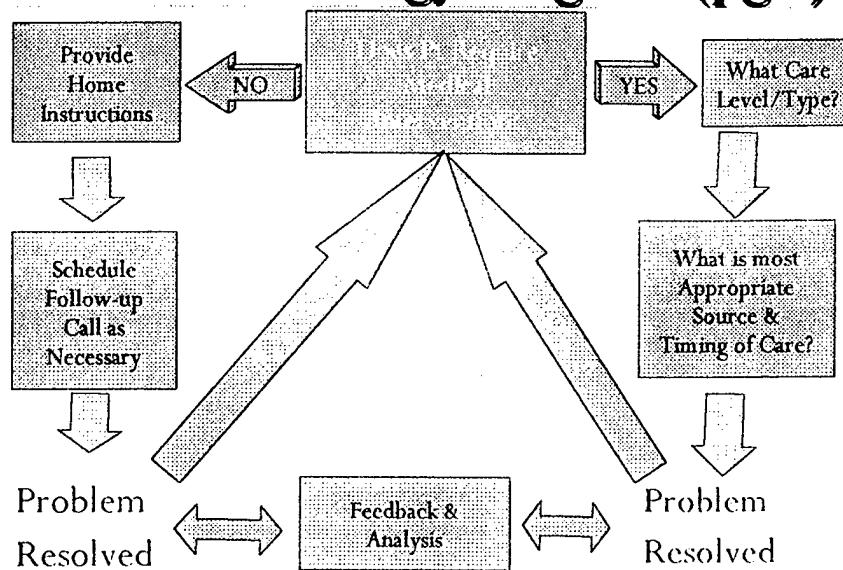 Provide
Home
Instructions
NO
Medical
YES
What Care
Level/Type?
Schedule
Follow-up
Call as
Necessary
What is most
Appropriate
Source &
Timing of Care?
Problem
Resolved
Feedback &
Analysis
Problem
Resolved